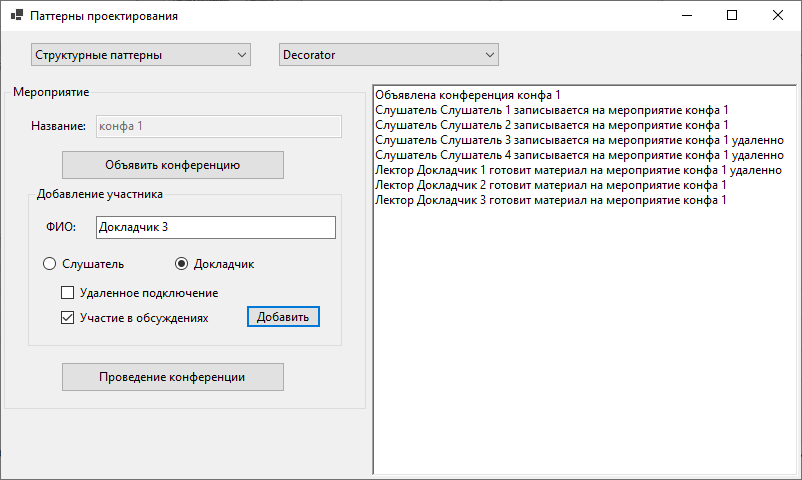 Паттерны проектирования
Структурные паттерны
Decorator
Мероприятие
Название:
конфа 1
Объявить конференцию
Добавление участника
ФИО:
Докладчик 3
Слушатель
Докладчик
Удаленное подключение
Участие в обсуждениях
Добавить
Проведение конференции
Объявлена конференция конфа 1
Слушатель Слушатель 1 записывается на мероприятие конфа 1
Слушатель Слушатель 2 записывается на мероприятие конфа 1
Слушатель Слушатель 3 записывается на мероприятие конфа 1 удаленно
Слушатель Слушатель 4 записывается на мероприятие конфа 1 удаленно
Лектор Докладчик 1 готовит материал на мероприятие конфа 1 удаленно
Лектор Докладчик 2 готовит материал на мероприятие конфа 1
Лектор Докладчик 3 готовит материал на мероприятие конфа 1